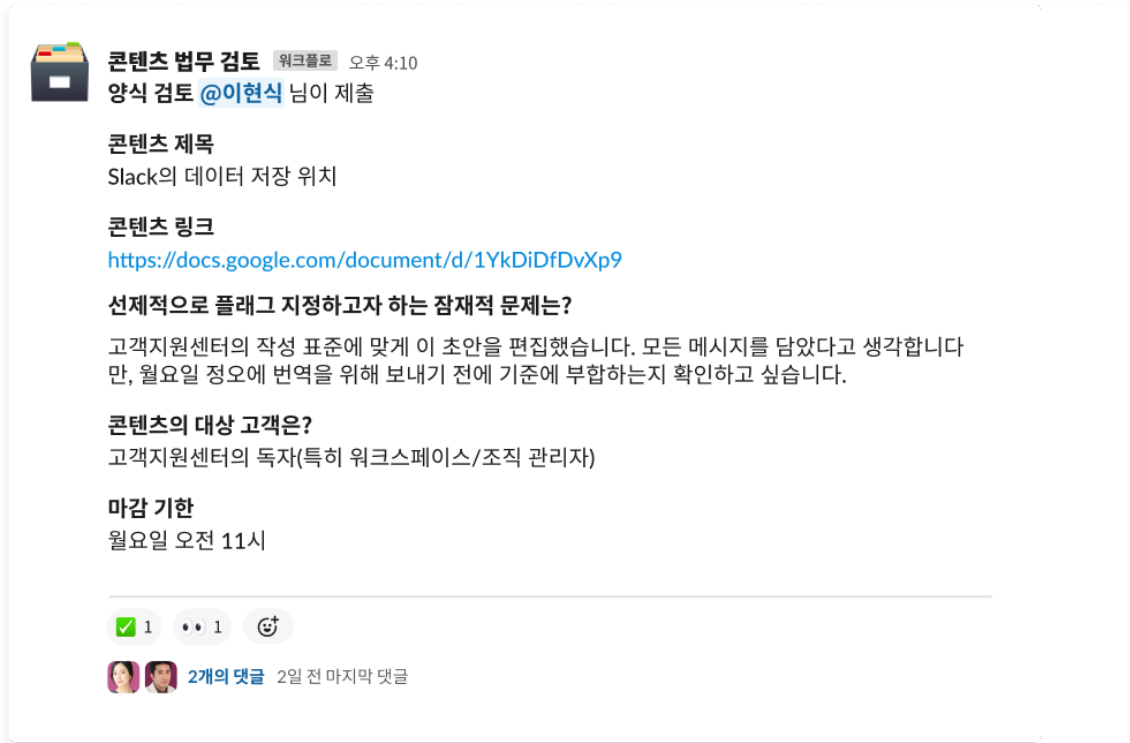 콘텐츠 법무 검토 워크플로 오후 4:10
양식 검토 @이현식 님이 제출
콘텐츠 제목
Slack의 데이터 저장 위치
콘텐츠 링크
https://docs.google.com/document/d/1YkDiDfDvXp9
선제적으로 플래그 지정하고자 하는 잠재적 문제는?
고객지원센터의 작성 표준에 맞게 이 초안을 편집했습니다. 모든 메시지를 담았다고 생각합니다
만, 월요일 정오에 번역을 위해 보내기 전에 기준에 부합하는지 확인하고 싶습니다.
콘텐츠의 대상 고객은?
고객지원센터의 독자(특히 워크스페이스/조직 관리자)
마감 기한
월요일 오전 11시
1 1
2개의 댓글 2일 전 마지막 댓글